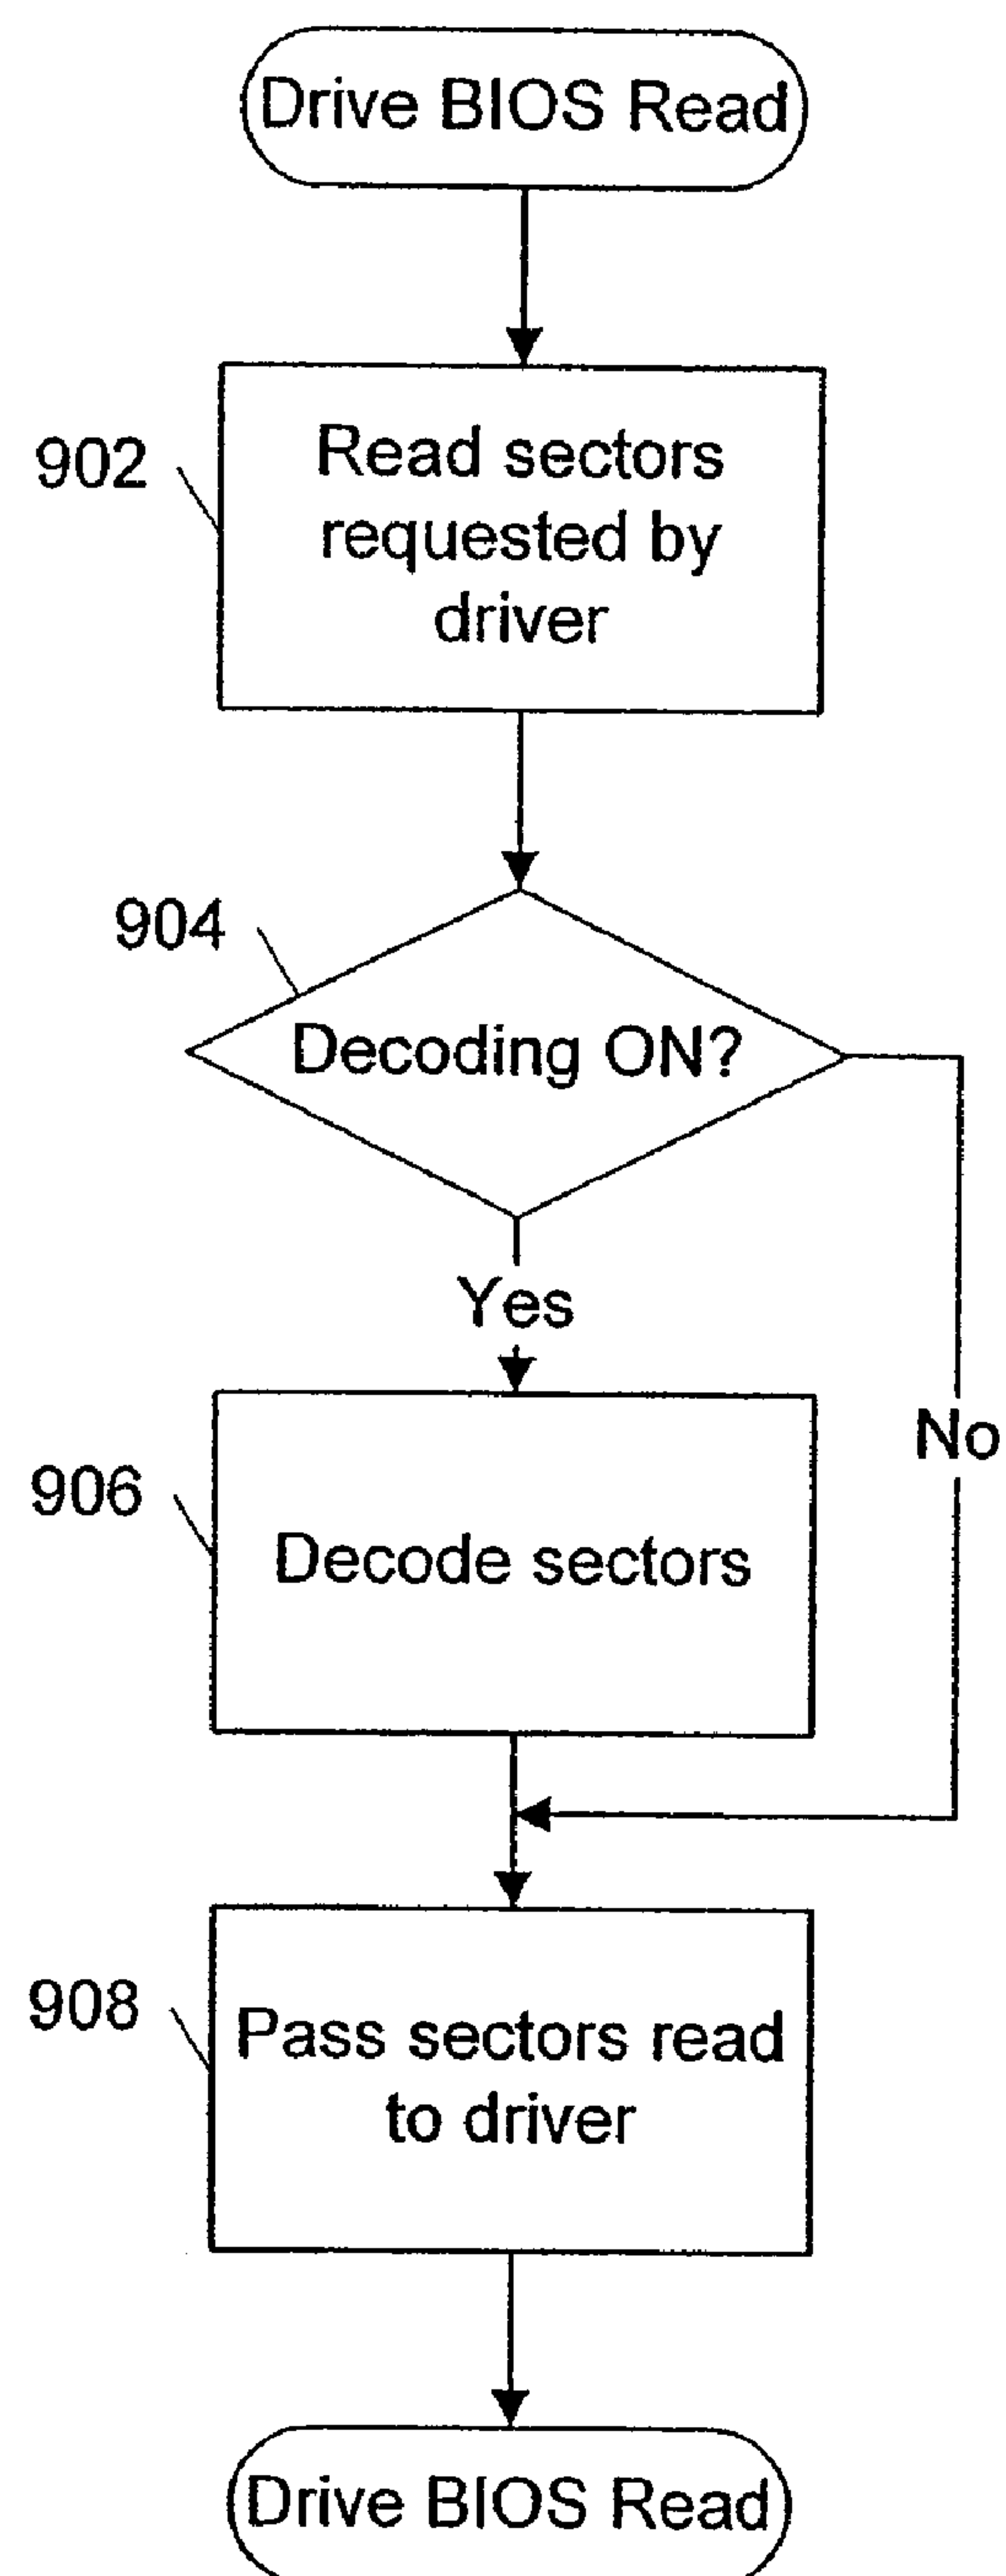 Drive BIOS Read
902
Read sectors
requested by
driver
904
Decoding ON?
Yes
No
906
Decode sectors
908
Pass sectors read
to driver
Drive BIOS Read